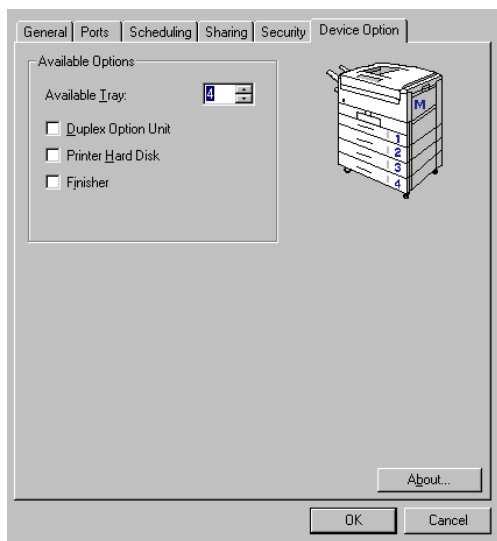 General Ports Scheduling Sharing Security Device Option
Available Options
Available Tray: 4
Duplex Option Unit
Printer Hard Disk
Finisher
M
1
2
3
4
About...
OK Cancel